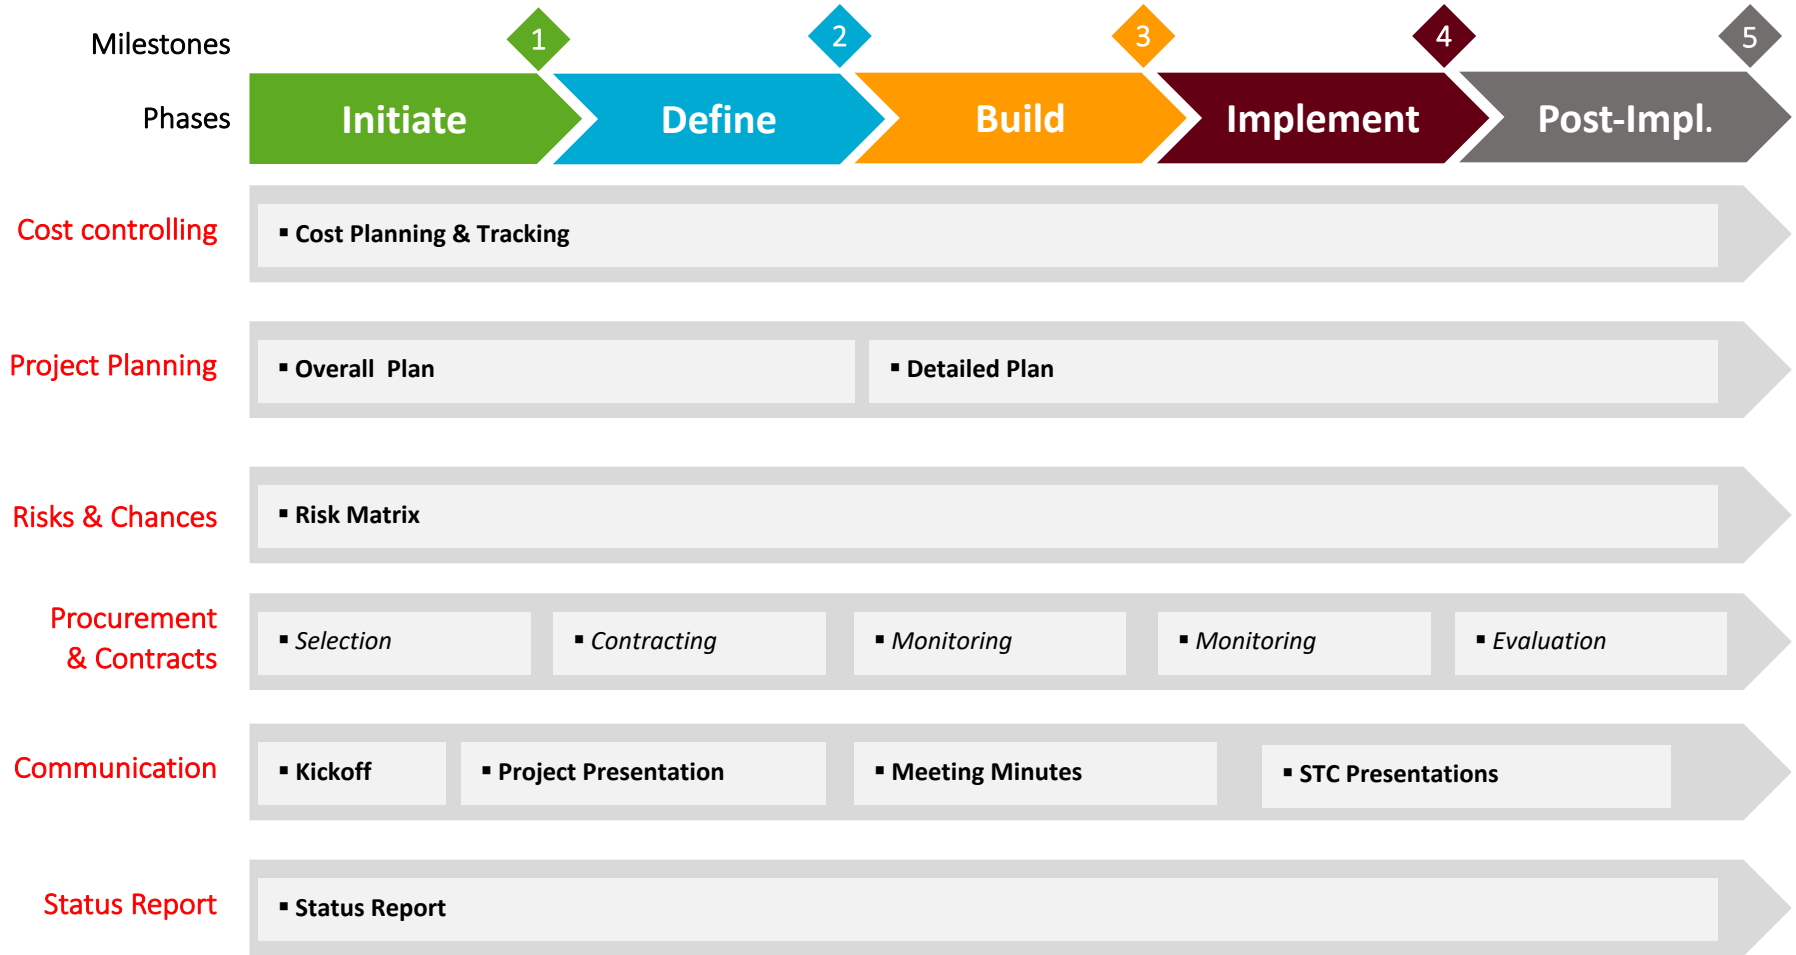 Milestones
1 2 3 4 5
Phases
Initiate Define Build Implement Post-Impl.
Cost controlling
▪ Cost Planning & Tracking
Project Planning
▪ Overall Plan ▪ Detailed Plan
Risks & Chances
▪ Risk Matrix
Procurement
& Contracts
▪ Selection ▪ Contracting ▪ Monitoring ▪ Monitoring ▪ Evaluation
Communication
▪ Kickoff ▪ Project Presentation ▪ Meeting Minutes ▪ STC Presentations
Status Report
▪ Status Report